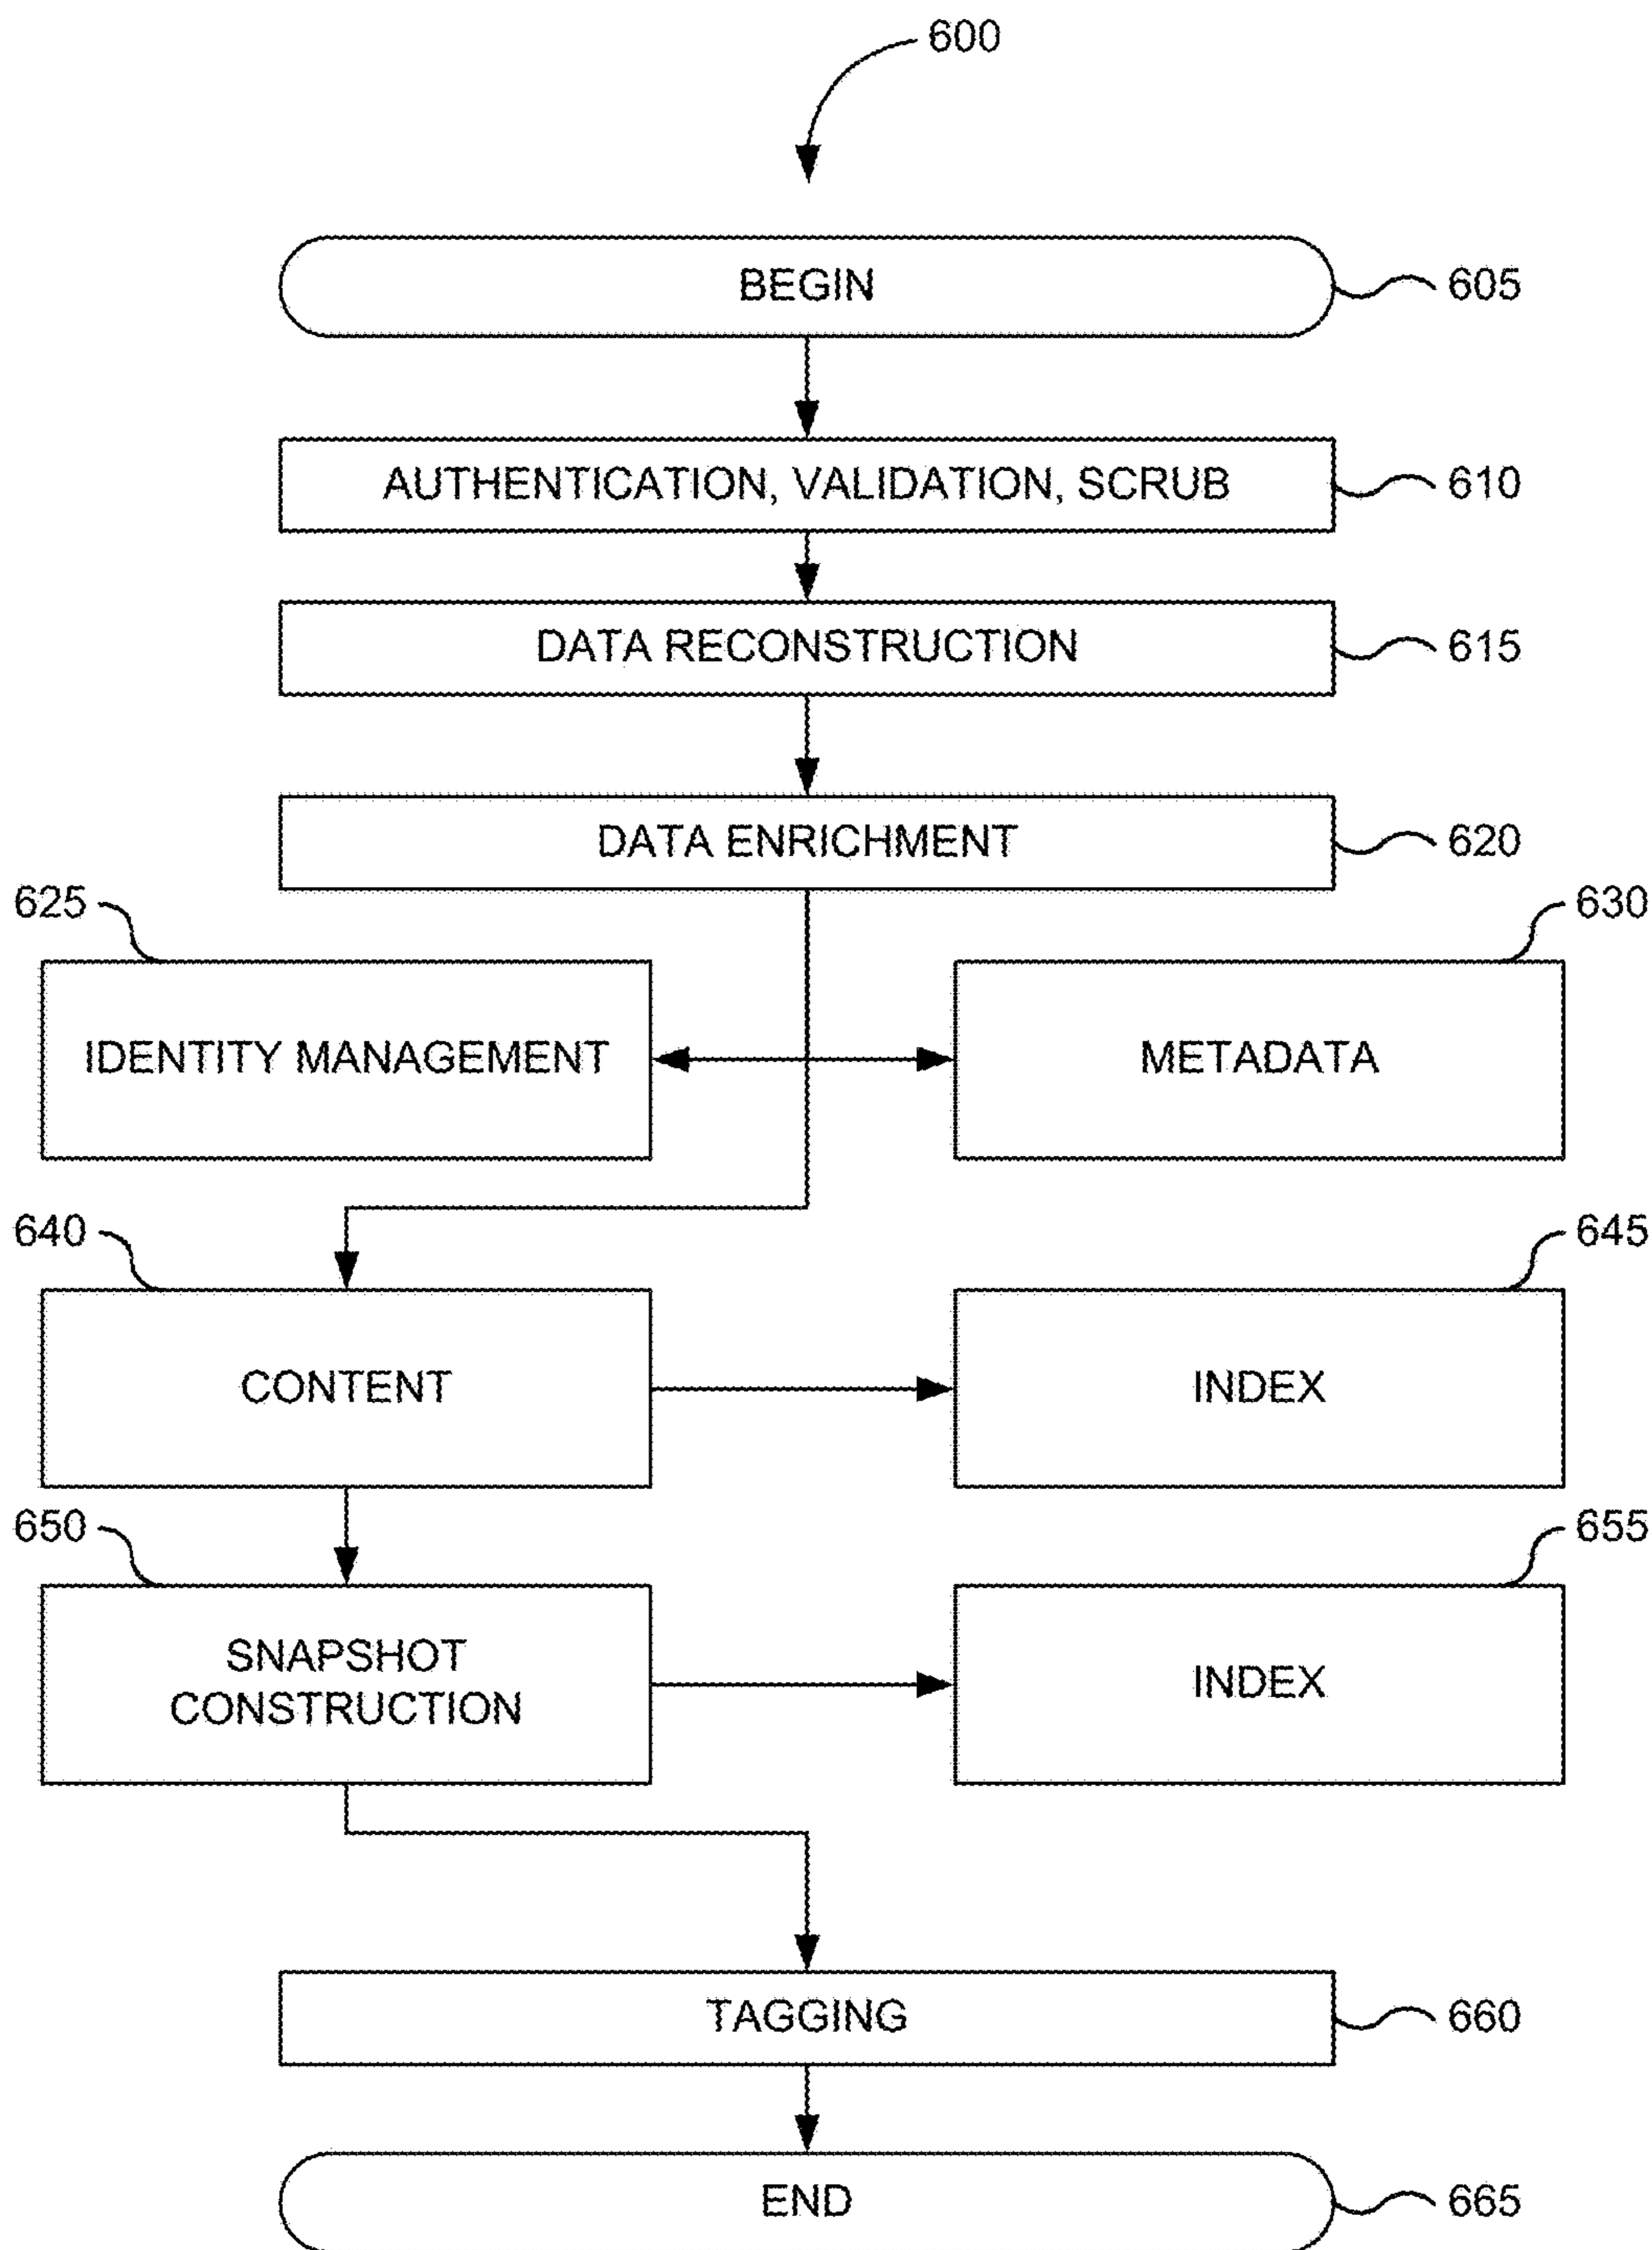 600
BEGIN
605
AUTHENTICATION, VALIDATION, SCRUB
610
DATA RECONSTRUCTION
615
DATA ENRICHMENT
620
625
630
IDENTITY MANAGEMENT
METADATA
640
645
CONTENT
INDEX
650
655
SNAPSHOT
CONSTRUCTION
INDEX
TAGGING
660
END
665